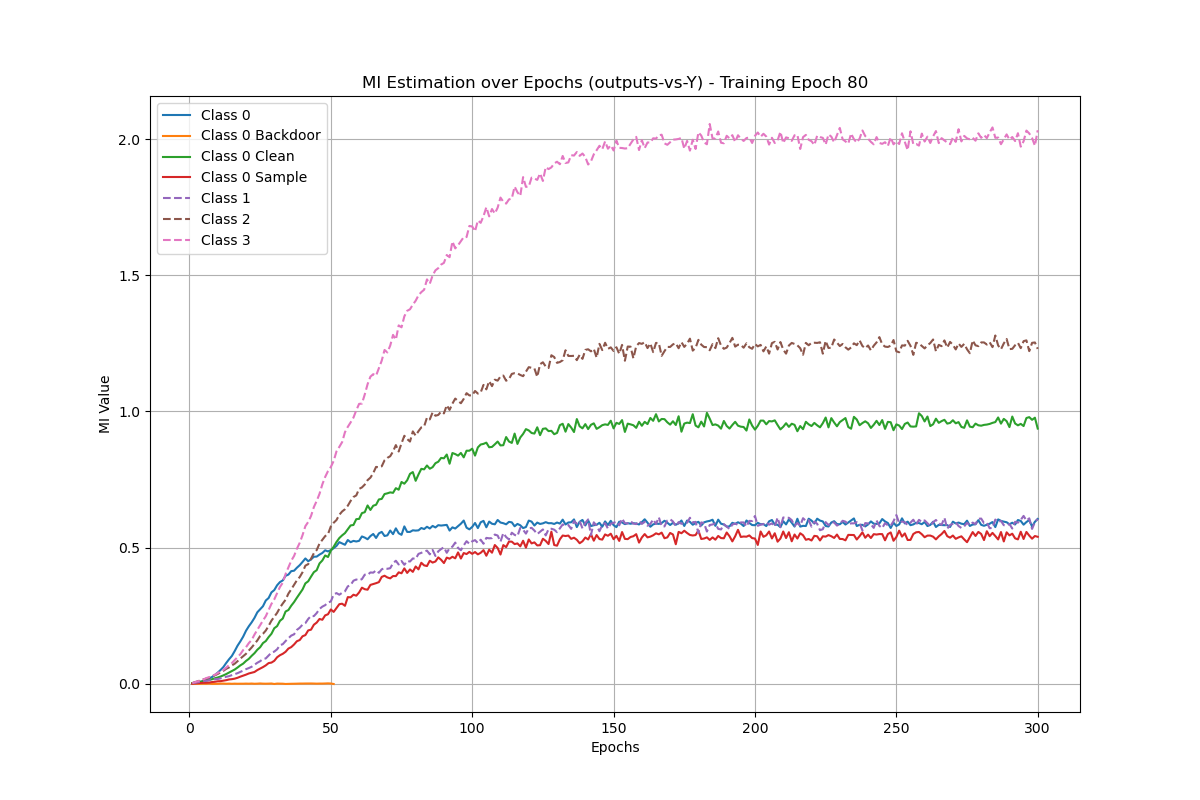 MI Estimation over Epochs (outputs-vs-Y) - Training Epoch 80
Class 0
Class 0 Backdoor
Class 0 Clean
Class 0 Sample
Class 1
Class 2
Class 3
MI Value
2.0
1.5
1.0
0.5
0.0
0 50 100 150 200 250 300
Epochs